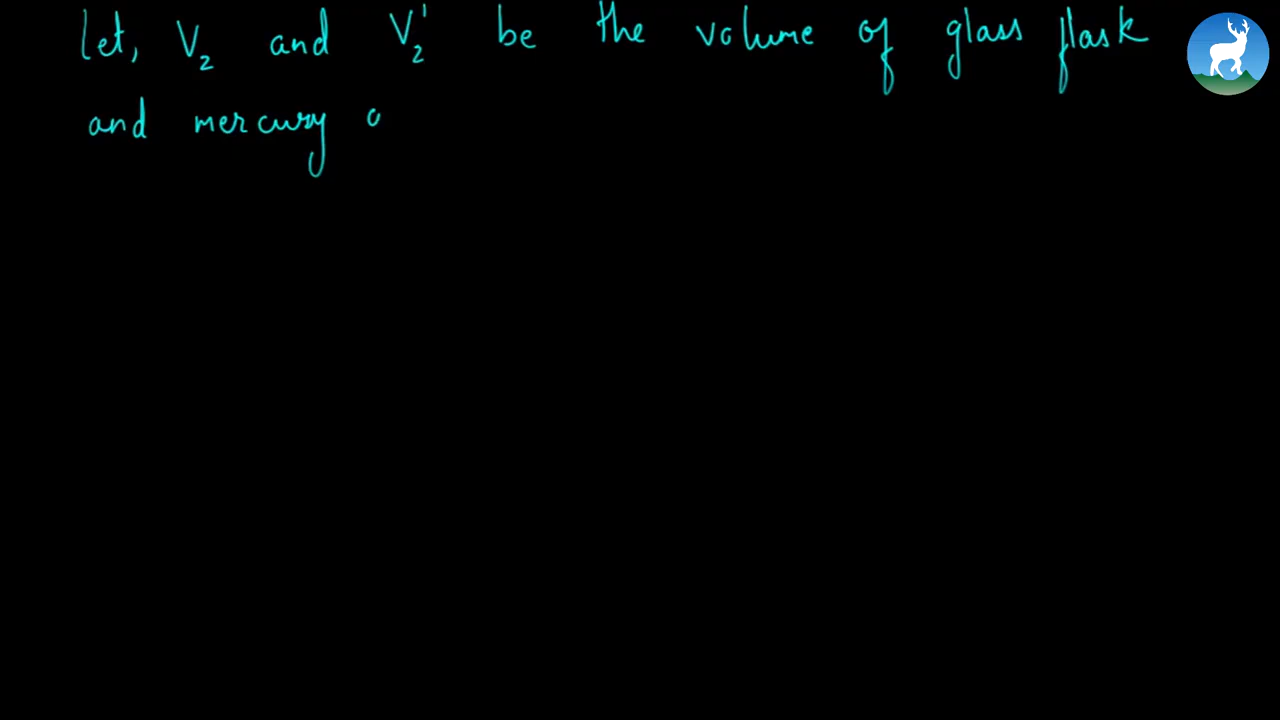 let, V₂ and V₂' be the volume of glass flask
and mercury